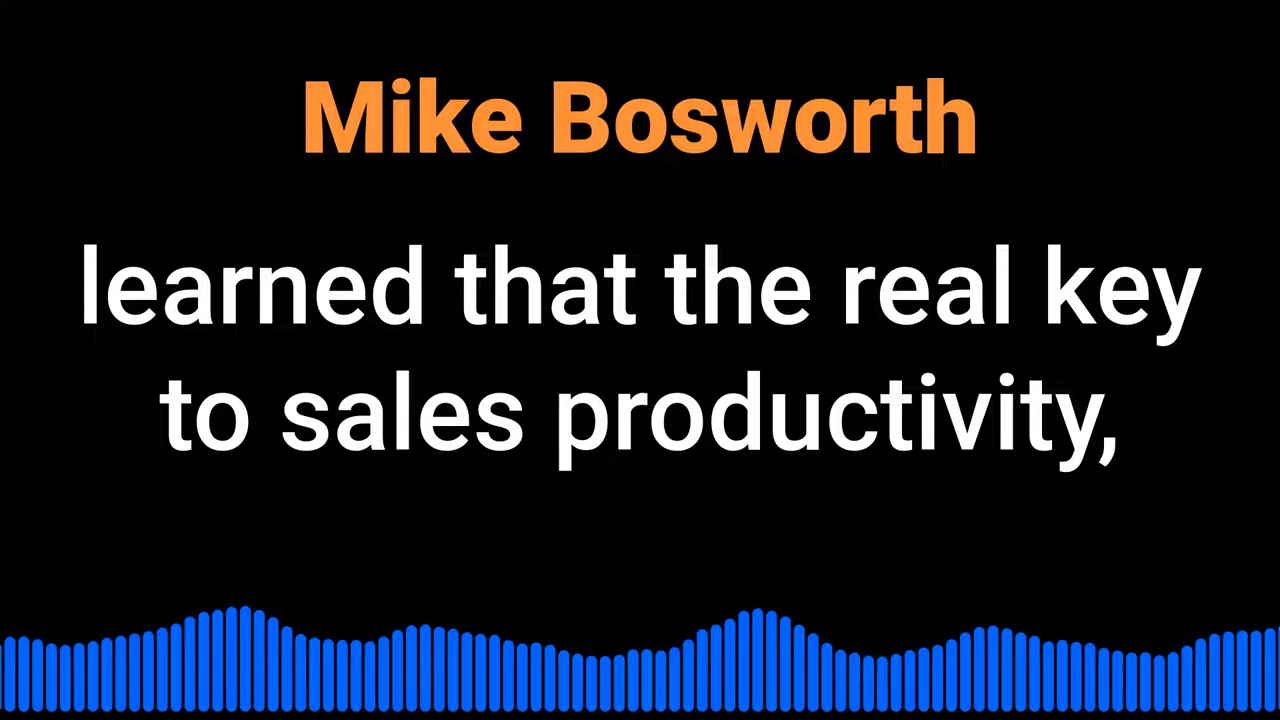 Mike Bosworth
learned that the real key
to sales productivity,